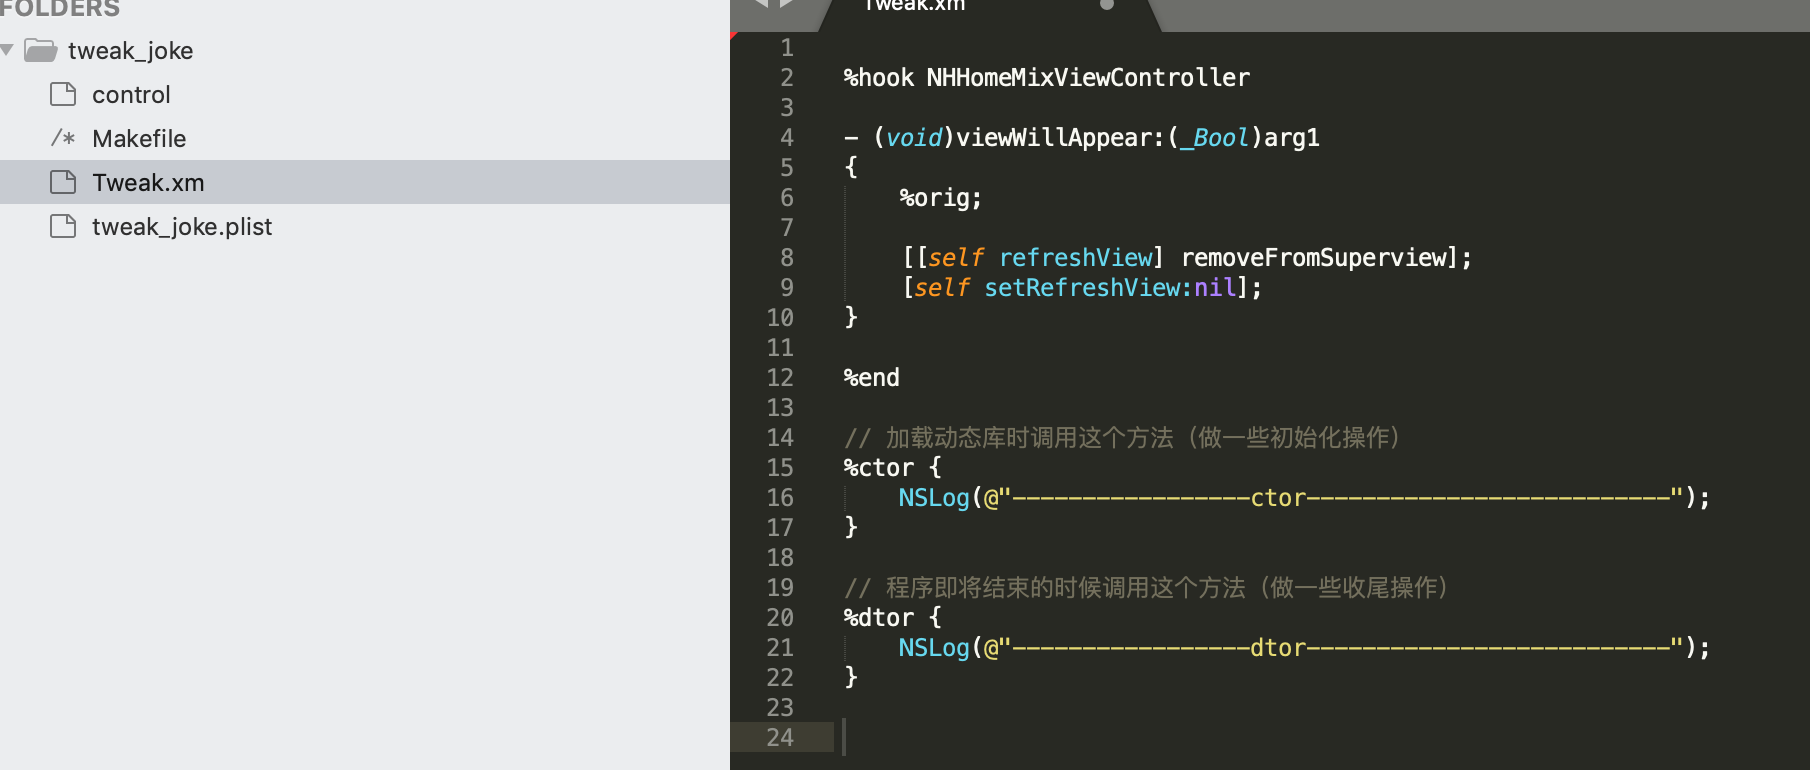 FOLDERS
tweak_joke
control
/* Makefile
Tweak.xm
tweak_joke.plist
Tweak.xm
1
2 %hook NHHomeMixViewController
3
4 - (void)viewWillAppear:(_Bool)arg1
5 {
6 %orig;
7
8 [[self refreshView] removeFromSuperview];
9 [self setRefreshView:nil];
10 }
11
12 %end
13
14 // 加载动态库时调用这个方法（做一些初始化操作）
15 %ctor {
16 NSLog(@"-----------------ctor--------------------------");
17 }
18
19 // 程序即将结束的时候调用这个方法（做一些收尾操作）
20 %dtor {
21 NSLog(@"-----------------dtor--------------------------");
22 }
23
24